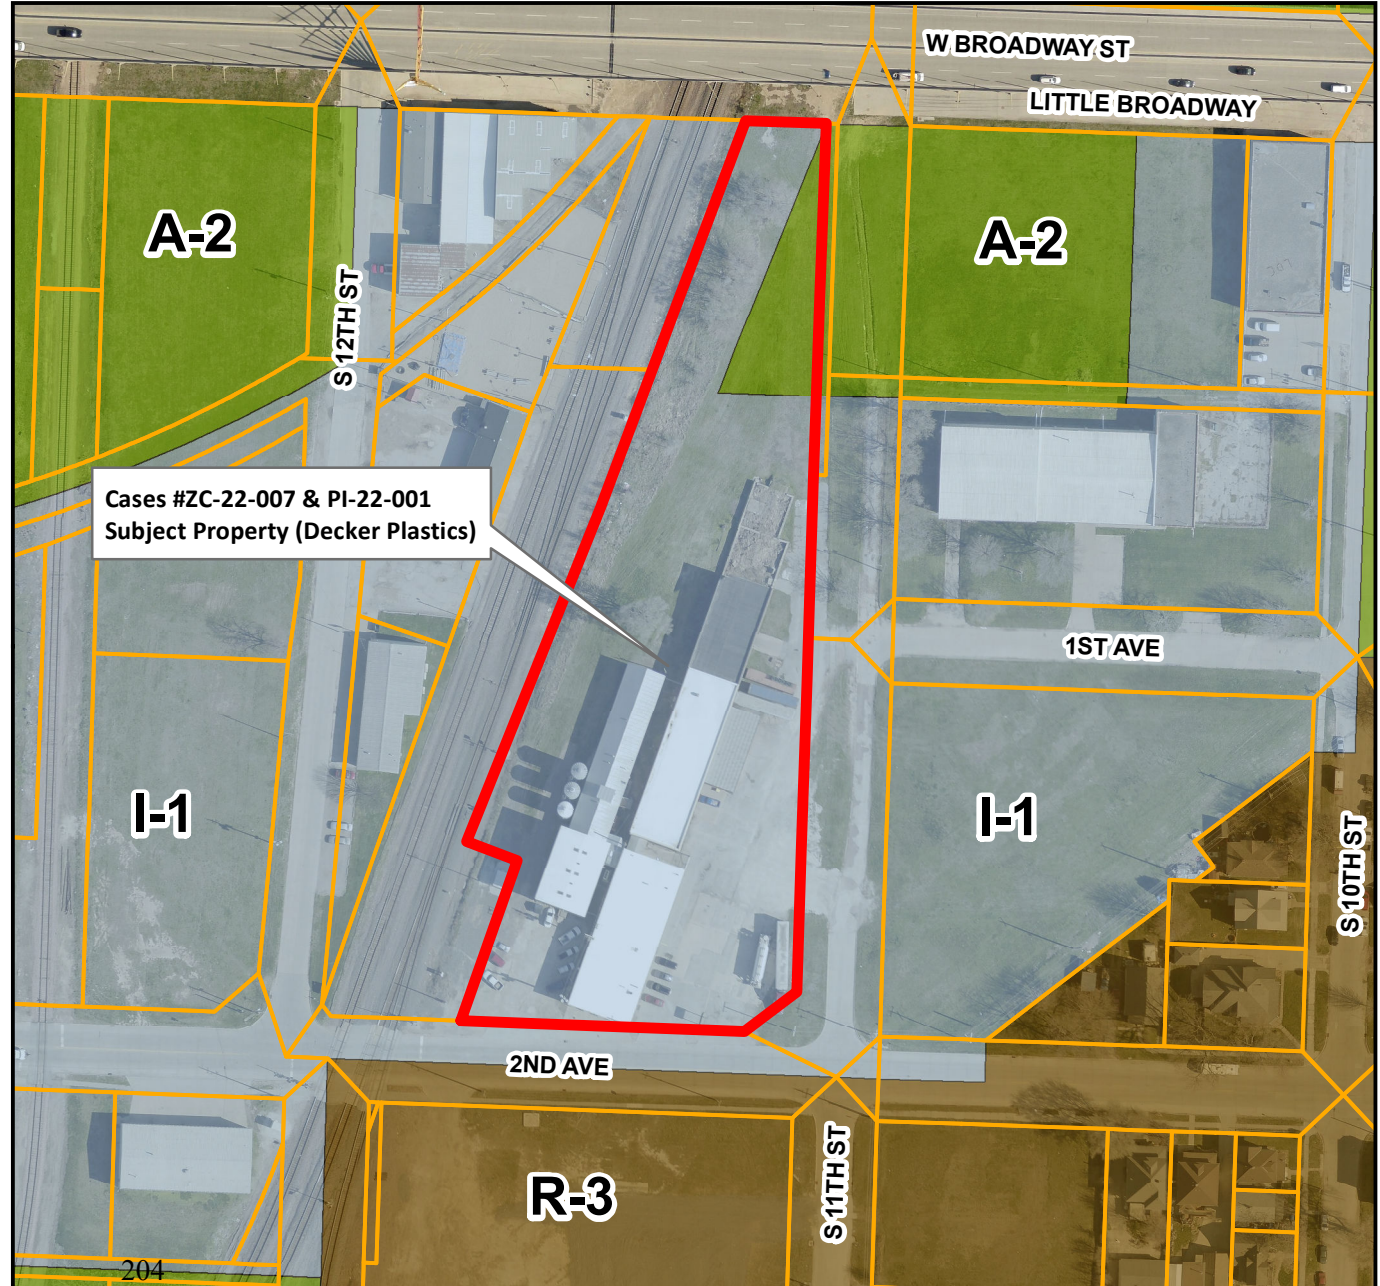 W BROADWAY ST
LITTLE BROADWAY
A-2
A-2
S 12TH ST
Cases #ZC-22-007 & PI-22-001
Subject Property (Decker Plastics)
1ST AVE
I-1
I-1
S 10TH ST
2ND AVE
R-3
S 11TH ST
204